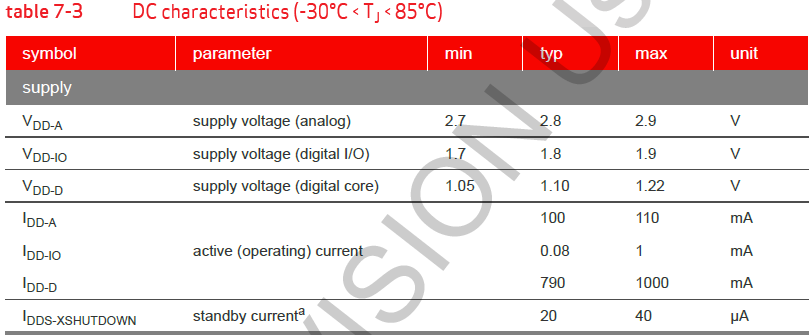 table 7-3 DC characteristics (-30°C < TJ < 85°C)
symbol parameter min typ max unit
supply
VDD-A supply voltage (analog) 2.7 2.8 2.9 V
VDD-IO supply voltage (digital I/O) 1.7 1.8 1.9 V
VDD-D supply voltage (digital core) 1.05 1.10 1.22 V
IDD-A 100 110 mA
IDD-IO active (operating) current 0.08 1 mA
IDD-D 790 1000 mA
IDDS-XSHUTDOWN standby currentᵃ 20 40 µA
VISION US